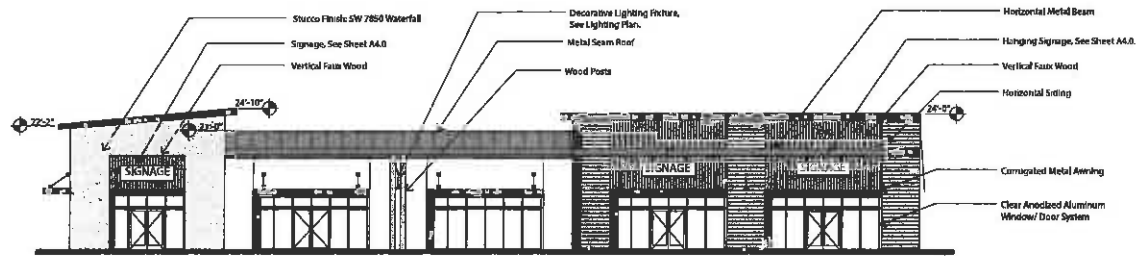 Stucco Finish: SW 7850 Waterfall
Signage, See Sheet A4.0
Vertical Faux Wood
Decorative Lighting Fixture,
See Lighting Plan.
Metal Seam Roof
Wood Posts
Horizontal Metal Beam
Hanging Signage, See Sheet A4.0.
Vertical Faux Wood
Horizontal Siding
Corrugated Metal Awning
Clear Anodized Aluminum
Window/ Door System
22'-2"
24'-10"
24'-0"
SIGNAGE
SIGNAGE
SIGNAGE